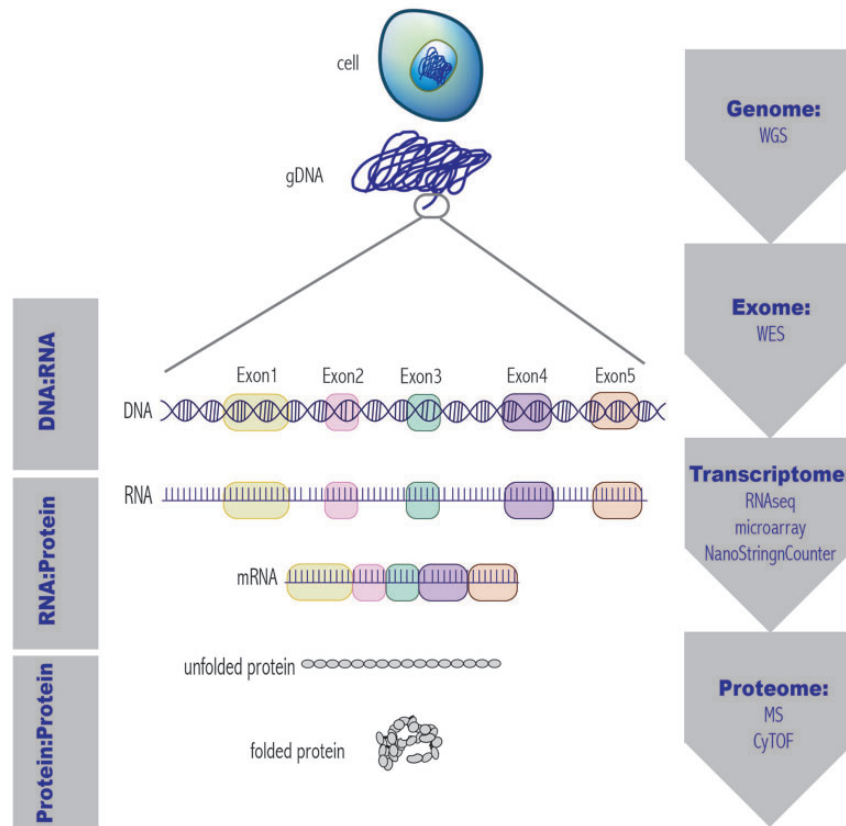 cell
gDNA
Genome:
WGS
Exome:
WES
DNA:RNA
Exon1 Exon2 Exon3 Exon4 Exon5
DNA
Transcriptome
RNAseq
microarray
NanoStringnCounter
RNA:Protein
RNA
mRNA
Protein:Protein
unfolded protein
folded protein
Proteome:
MS
CyTOF